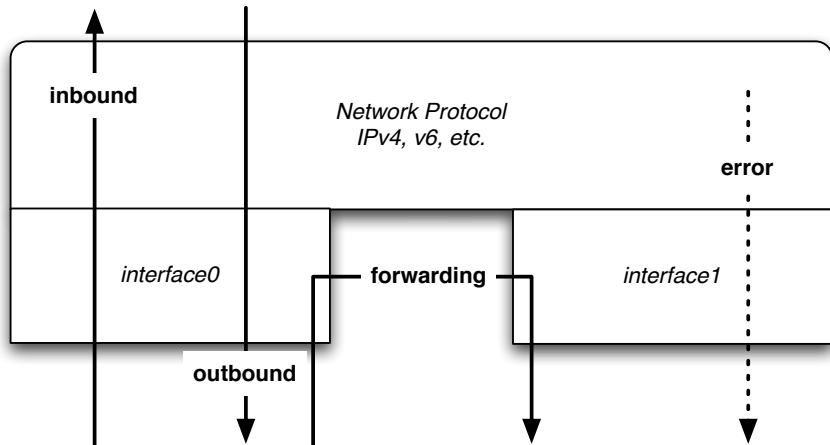 inbound
Network Protocol
IPv4, v6, etc.
error
interface0
forwarding
interface1
outbound